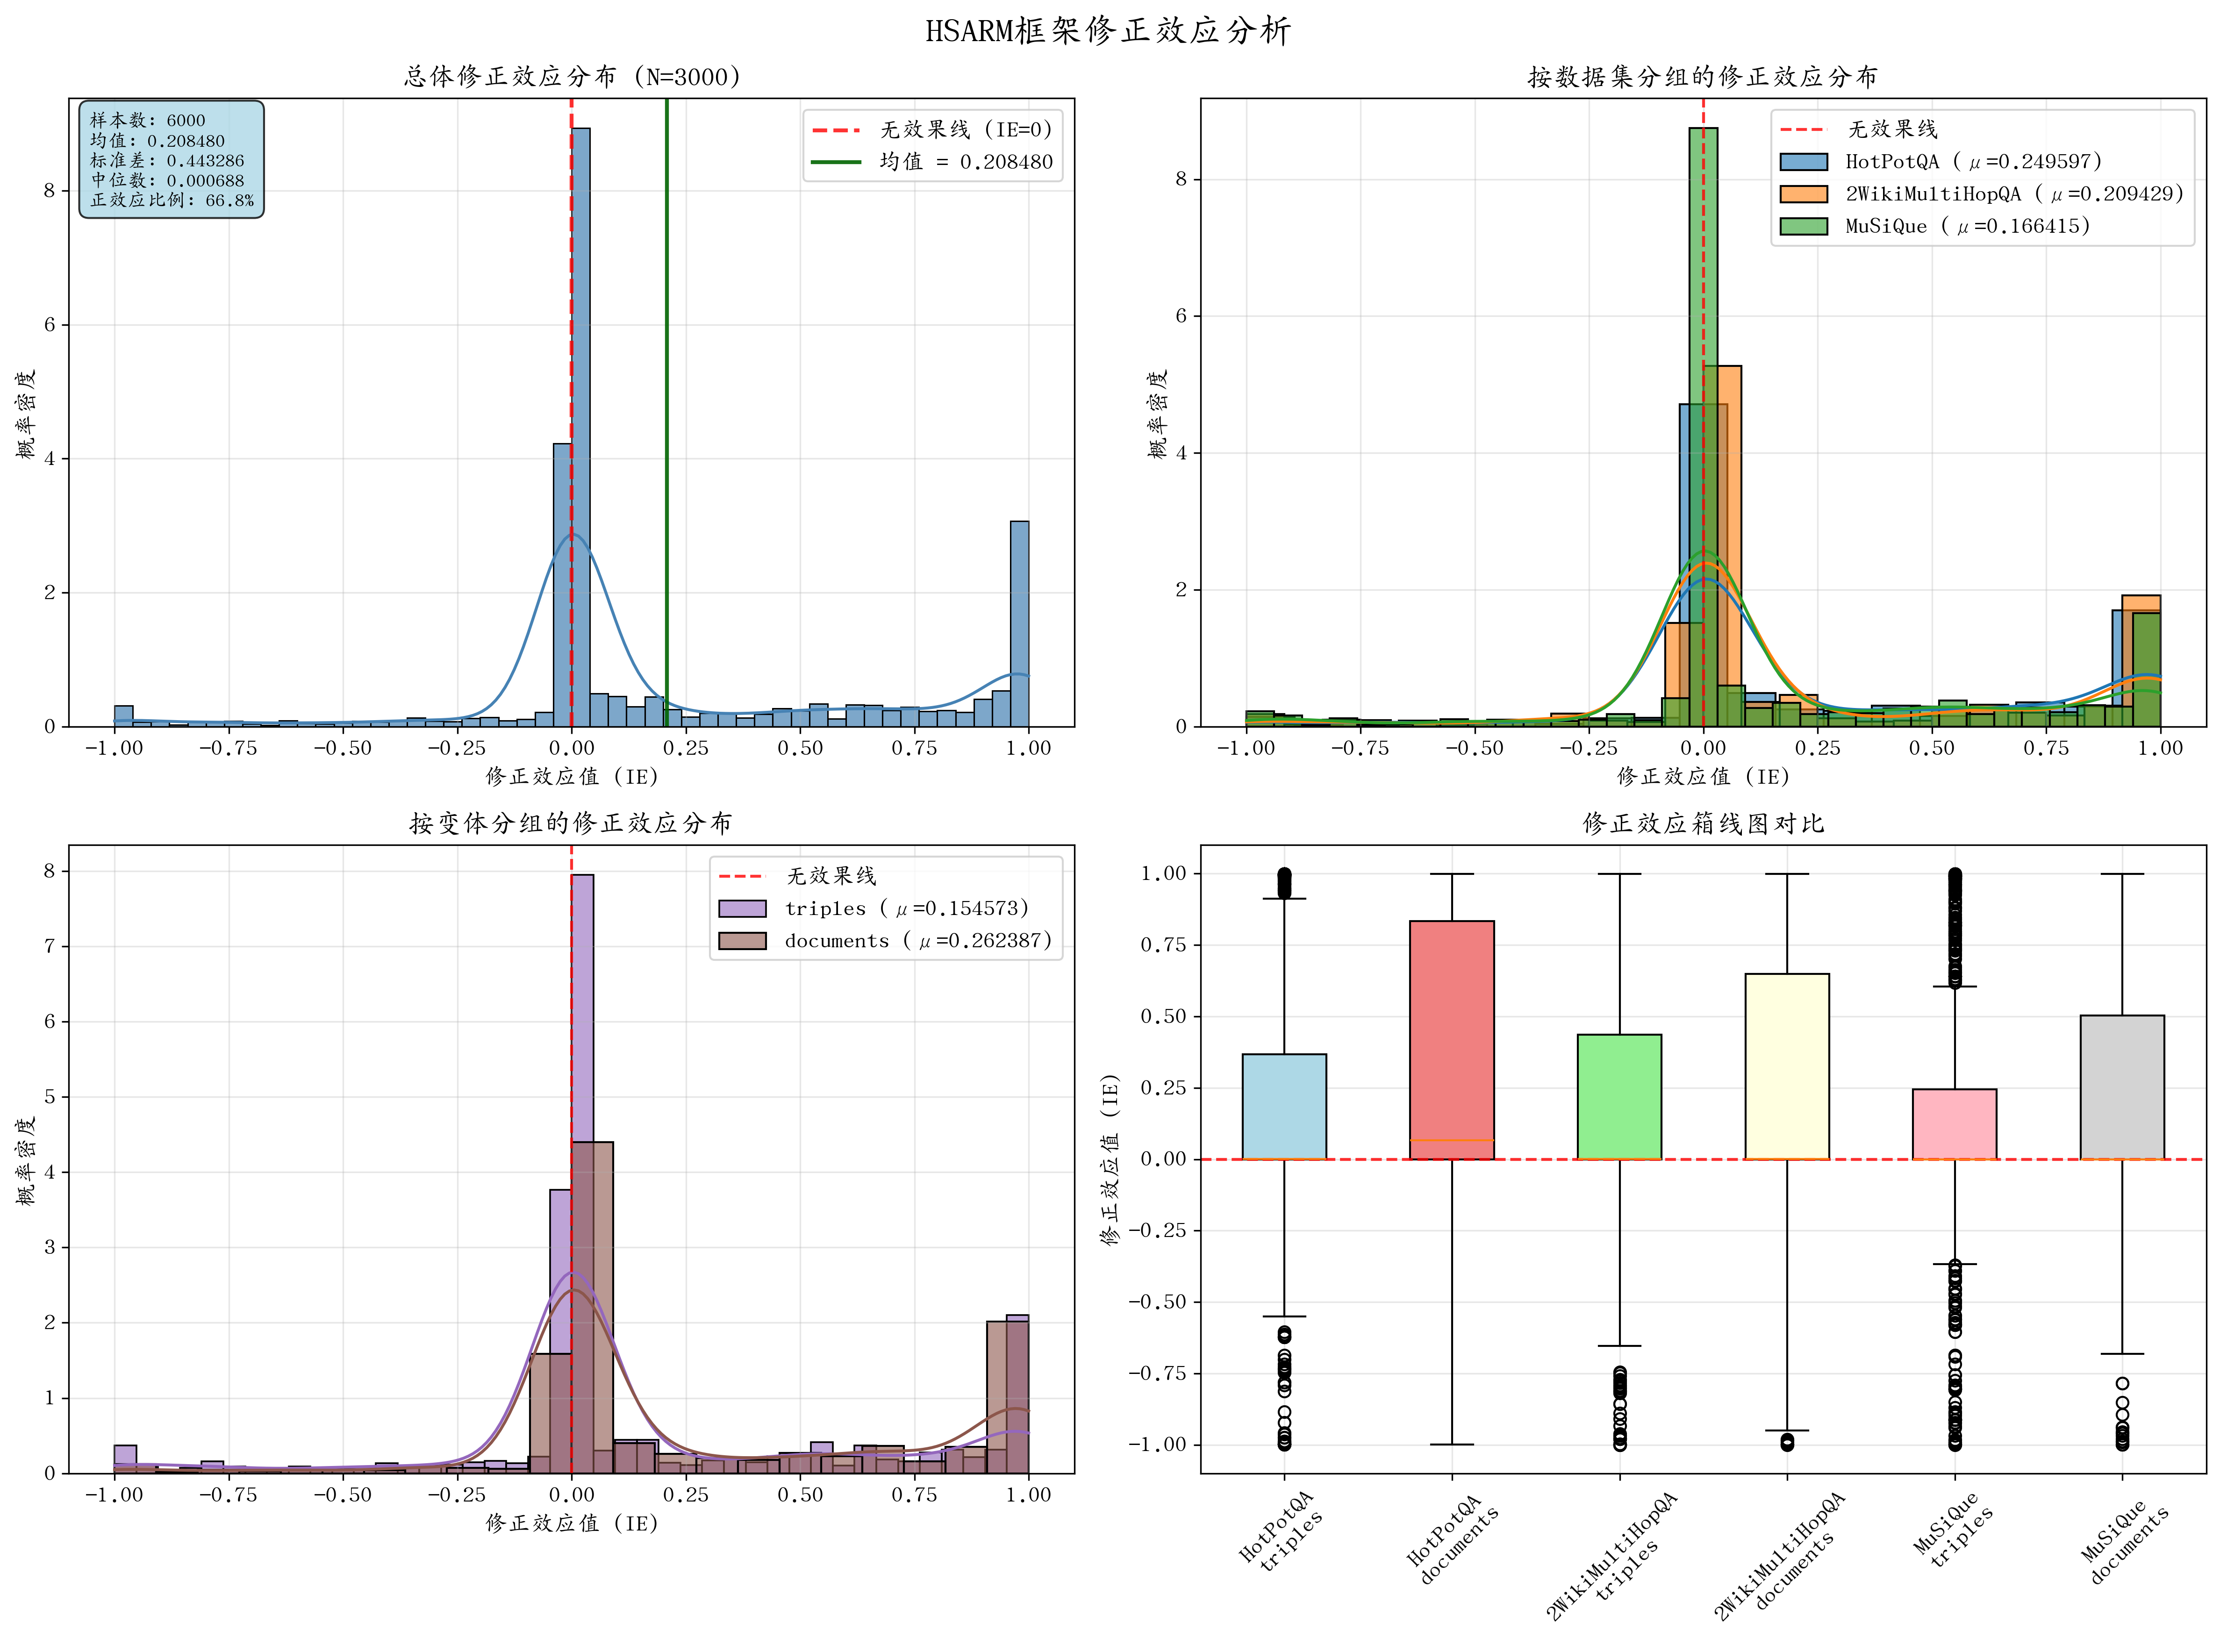 HSARM框架修正效应分析
总体修正效应分布 (N=3000)
样本数: 6000
均值: 0.208480
标准差: 0.443286
中位数: 0.000688
正效应比例: 66.8%
无效果线 (IE=0)
均值 = 0.208480
概率密度
8
6
4
2
0
−1.00 −0.75 −0.50 −0.25 0.00 0.25 0.50 0.75 1.00
修正效应值 (IE)
按数据集分组的修正效应分布
无效果线
HotPotQA (μ=0.249597)
2WikiMultiHopQA (μ=0.209429)
MuSiQue (μ=0.166415)
概率密度
8
6
4
2
0
−1.00 −0.75 −0.50 −0.25 0.00 0.25 0.50 0.75 1.00
修正效应值 (IE)
按变体分组的修正效应分布
无效果线
triples (μ=0.154573)
documents (μ=0.262387)
概率密度
8
7
6
5
4
3
2
1
0
−1.00 −0.75 −0.50 −0.25 0.00 0.25 0.50 0.75 1.00
修正效应值 (IE)
修正效应箱线图对比
修正效应值 (IE)
1.00
0.75
0.50
0.25
0.00
−0.25
−0.50
−0.75
−1.00
HotPotQA
triples
HotPotQA
documents
2WikiMultiHopQA
triples
2WikiMultiHopQA
documents
MuSiQue
triples
MuSiQue
documents